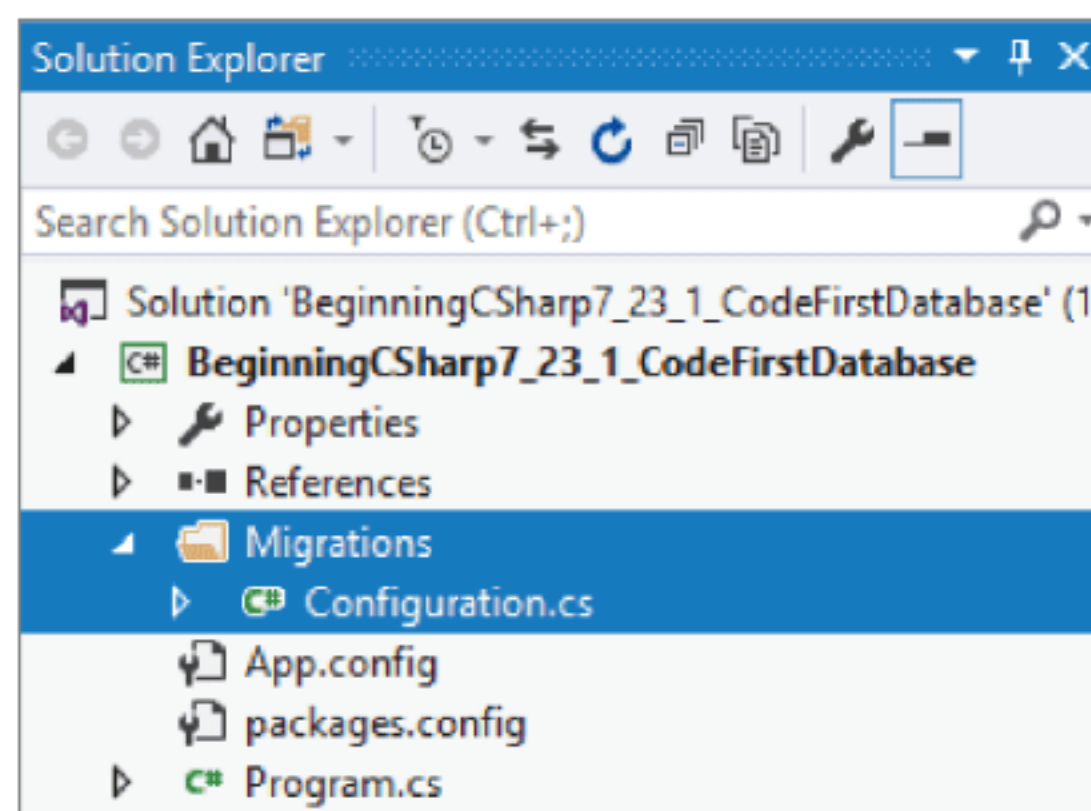 Solution Explorer
Search Solution Explorer (Ctrl+;)
Solution 'BeginningCSharp7_23_1_CodeFirstDatabase' (1
C# BeginningCSharp7_23_1_CodeFirstDatabase
Properties
References
Migrations
C# Configuration.cs
App.config
packages.config
C# Program.cs